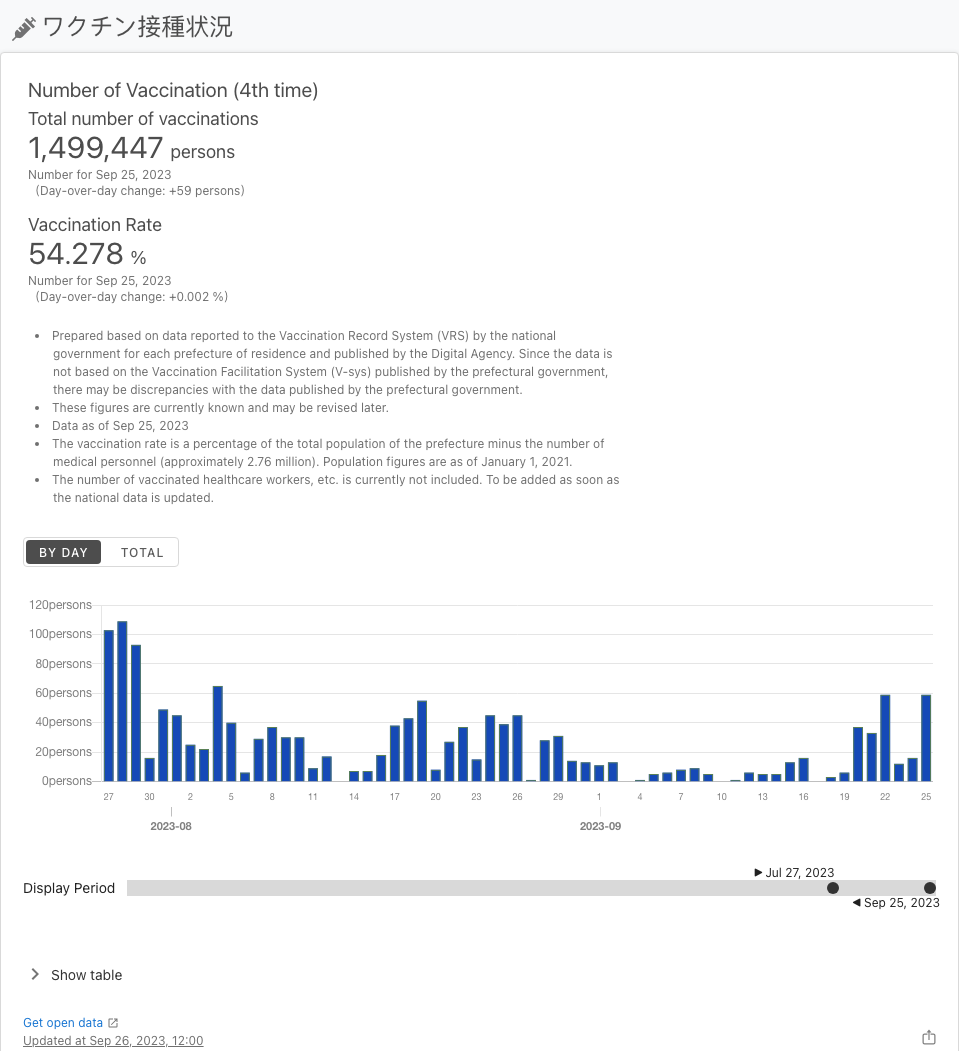 ワクチン接種状況
Number of Vaccination (4th time)
Total number of vaccinations
1,499,447 persons
Number for Sep 25, 2023
(Day-over-day change: +59 persons)
Vaccination Rate
54.278 %
Number for Sep 25, 2023
(Day-over-day change: +0.002 %)
• Prepared based on data reported to the Vaccination Record System (VRS) by the national
government for each prefecture of residence and published by the Digital Agency. Since the data is
not based on the Vaccination Facilitation System (V-sys) published by the prefectural government,
there may be discrepancies with the data published by the prefectural government.
• These figures are currently known and may be revised later.
• Data as of Sep 25, 2023
• The vaccination rate is a percentage of the total population of the prefecture minus the number of
medical personnel (approximately 2.76 million). Population figures are as of January 1, 2021.
• The number of vaccinated healthcare workers, etc. is currently not included. To be added as soon as
the national data is updated.
BY DAY TOTAL
120persons
100persons
80persons
60persons
40persons
20persons
0persons
27 30 2 5 8 11 14 17 20 23 26 29 1 4 7 10 13 16 19 22 25
2023-08 2023-09
▶ Jul 27, 2023
Display Period
◀ Sep 25, 2023
Show table
Get open data
Updated at Sep 26, 2023, 12:00